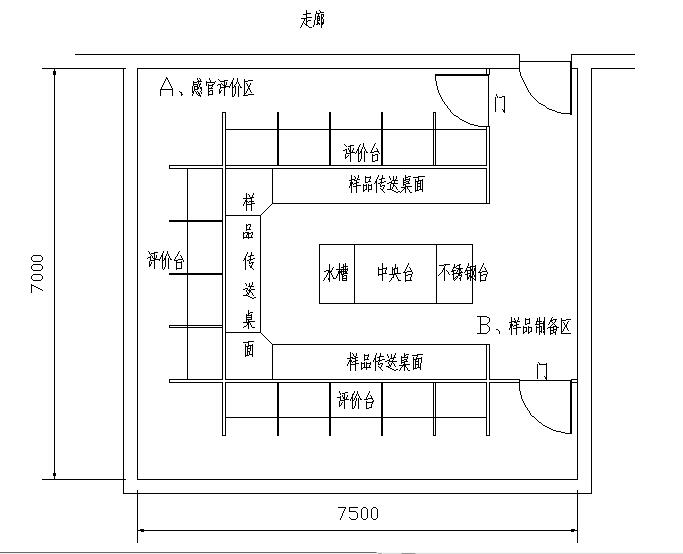 走廊
A、感官评价区
门
评价台
样品传送桌面
样品传送桌面
评价台
水槽
中央台
不锈钢台
7000
B、样品制备区
样品传送桌面
门
评价台
7500